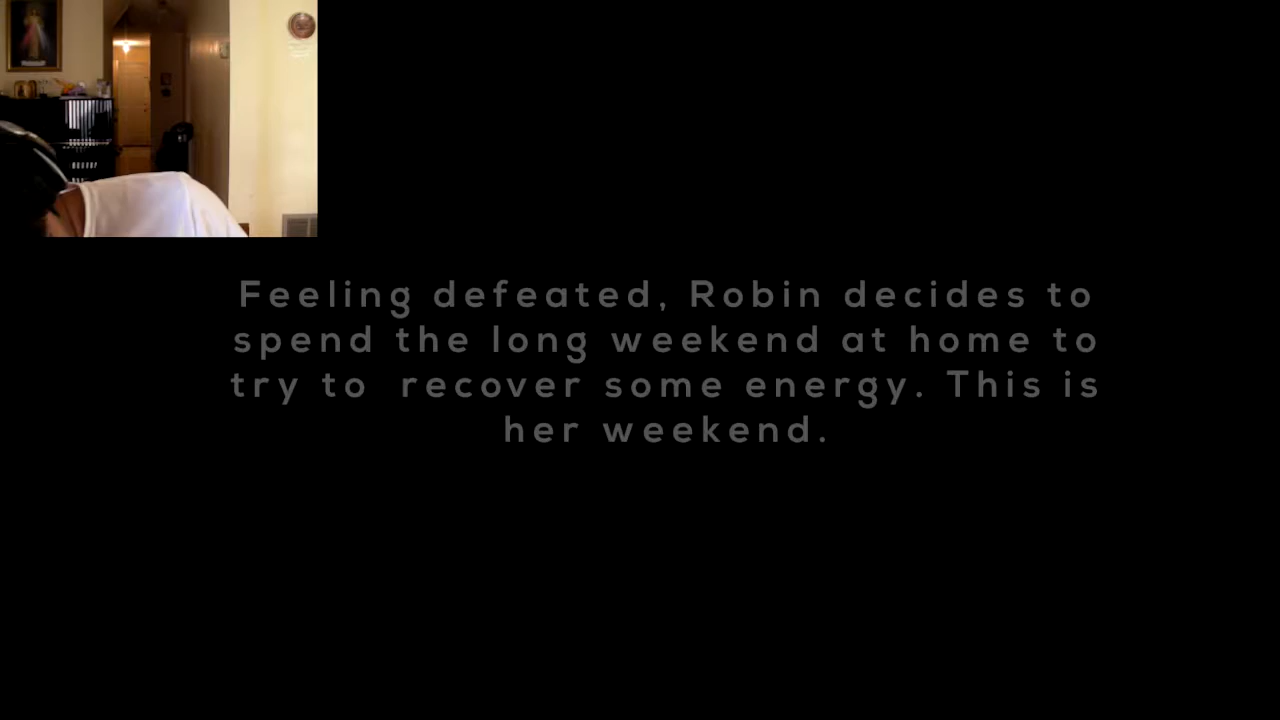 Feeling defeated, Robin decides to
spend the long weekend at home to
try to recover some energy. This is
her weekend.